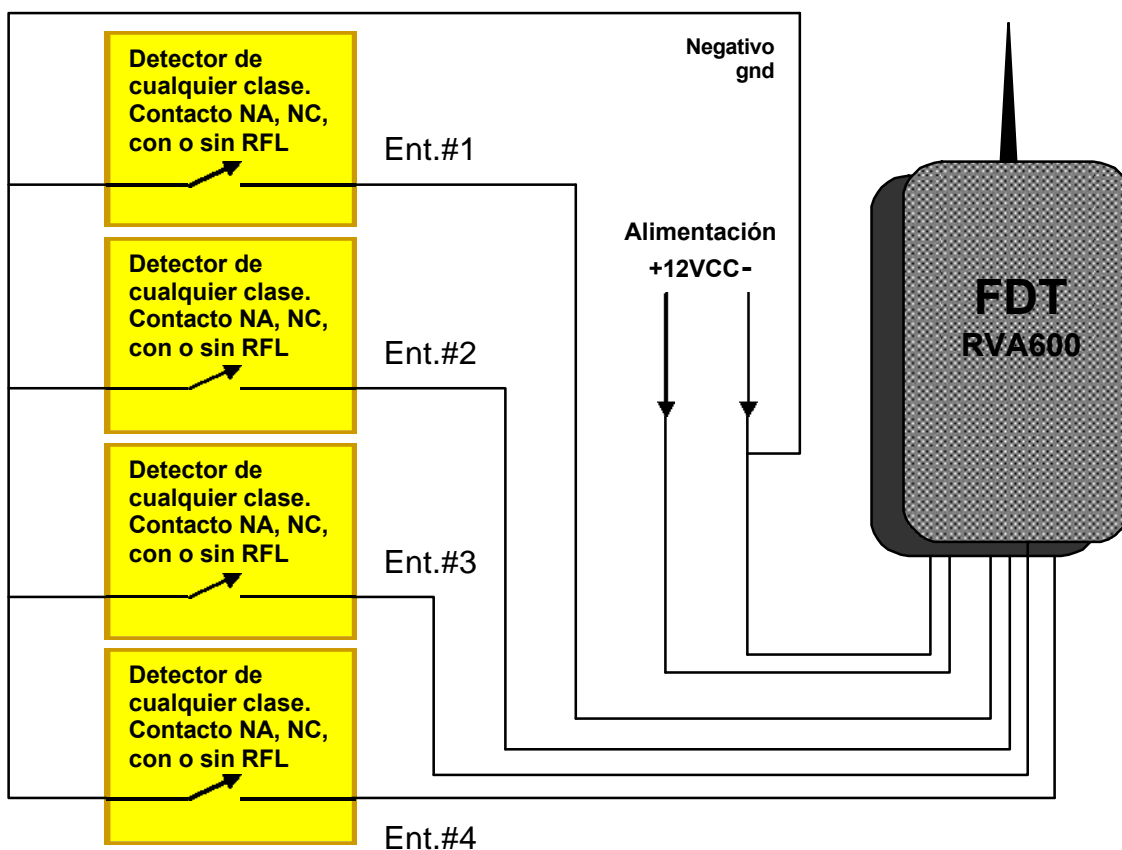 Detector de
cualquier clase.
Contacto NA, NC,
con o sin RFL
Ent.#1
Detector de
cualquier clase.
Contacto NA, NC,
con o sin RFL
Ent.#2
Detector de
cualquier clase.
Contacto NA, NC,
con o sin RFL
Ent.#3
Detector de
cualquier clase.
Contacto NA, NC,
con o sin RFL
Ent.#4
Negativo
gnd
Alimentación
+12VCC-
FDT
RVA600